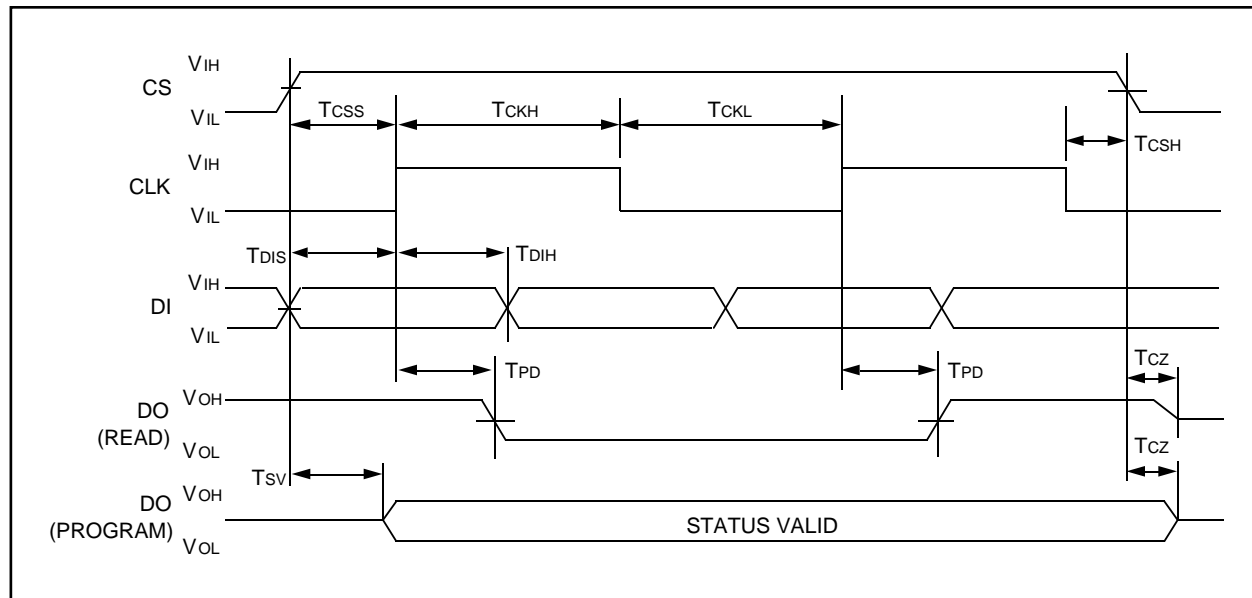 CS
VIH
VIL
TCSS
TCKH
TCKL
TCSH
CLK
VIH
VIL
TDIS
TDIH
DI
VIH
VIL
TPD
TPD
TCZ
DO
(READ)
VOH
VOL
TSV
TCZ
DO
(PROGRAM)
VOH
VOL
STATUS VALID